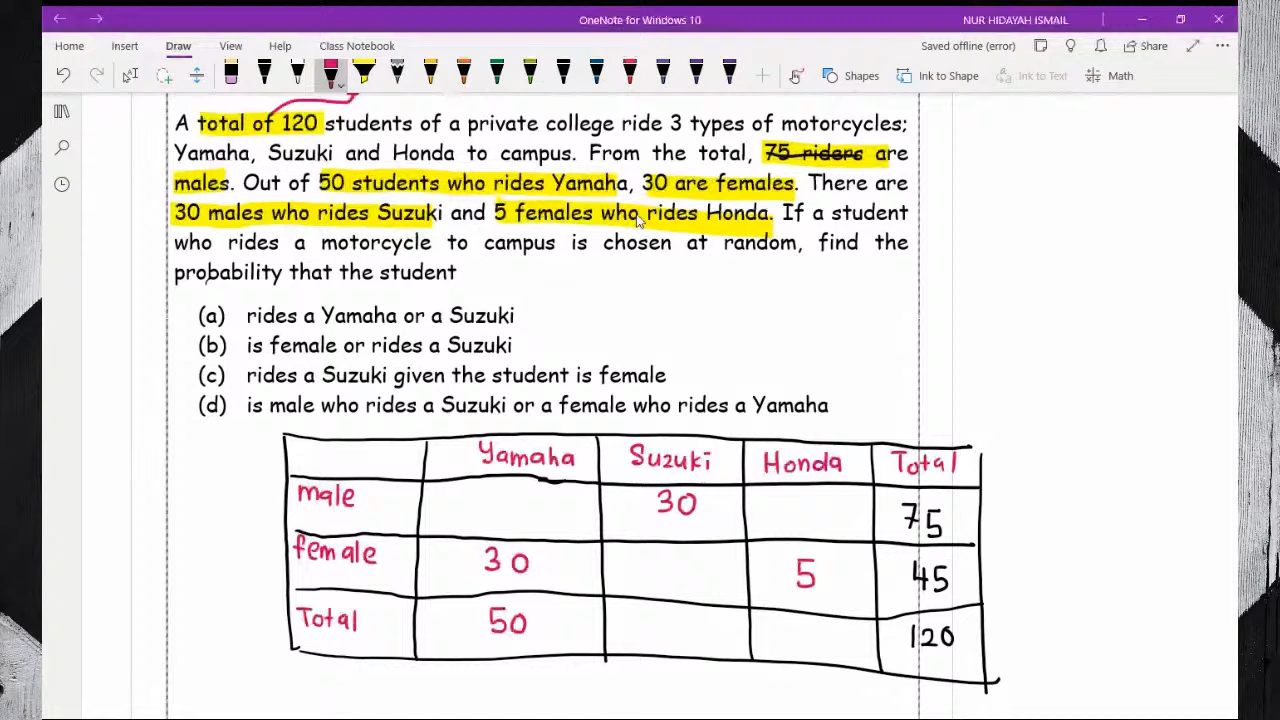 OneNote for Windows 10
NUR HIDAYAH ISMAIL
Home Insert Draw View Help Class Notebook
Saved offline (error) Share
Shapes Ink to Shape Ink to Text Math
A total of 120 students of a private college ride 3 types of motorcycles;
Yamaha, Suzuki and Honda to campus. From the total, 75 riders are
males. Out of 50 students who rides Yamaha, 30 are females. There are
30 males who rides Suzuki and 5 females who rides Honda. If a student
who rides a motorcycle to campus is chosen at random, find the
probability that the student
(a) rides a Yamaha or a Suzuki
(b) is female or rides a Suzuki
(c) rides a Suzuki given the student is female
(d) is male who rides a Suzuki or a female who rides a Yamaha
Yamaha Suzuki Honda Total
male 30 75
female 30 5 45
Total 50 120